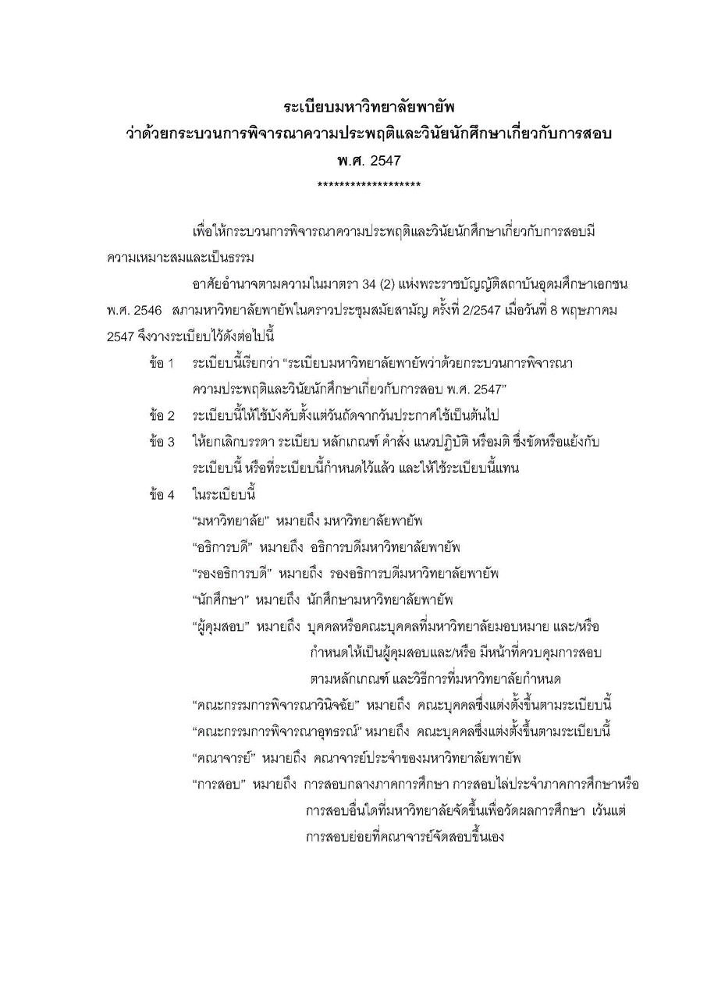 ระเบียบมหาวิทยาลัยพายัพ
ว่าด้วยกระบวนการพิจารณาความประพฤติและวินัยนักศึกษาเกี่ยวกับการสอบ
พ.ศ. 2547
*******************
เพื่อให้กระบวนการพิจารณาความประพฤติและวินัยนักศึกษาเกี่ยวกับการสอบมี
ความเหมาะสมและเป็นธรรม
อาศัยอำนาจตามความในมาตรา 34 (2) แห่งพระราชบัญญัติสถาบันอุดมศึกษาเอกชน
พ.ศ. 2546 สภามหาวิทยาลัยพายัพในคราวประชุมสมัยสามัญ ครั้งที่ 2/2547 เมื่อวันที่ 8 พฤษภาคม
2547 จึงวางระเบียบไว้ดังต่อไปนี้
ข้อ 1 ระเบียบนี้เรียกว่า “ระเบียบมหาวิทยาลัยพายัพว่าด้วยกระบวนการพิจารณา
ความประพฤติและวินัยนักศึกษาเกี่ยวกับการสอบ พ.ศ. 2547”
ข้อ 2 ระเบียบนี้ให้ใช้บังคับตั้งแต่วันถัดจากวันประกาศใช้เป็นต้นไป
ข้อ 3 ให้ยกเลิกบรรดา ระเบียบ หลักเกณฑ์ คำสั่ง แนวปฏิบัติ หรือมติ ซึ่งขัดหรือแย้งกับ
ระเบียบนี้ หรือที่ระเบียบนี้กำหนดไว้แล้ว และให้ใช้ระเบียบนี้แทน
ข้อ 4 ในระเบียบนี้
“มหาวิทยาลัย” หมายถึง มหาวิทยาลัยพายัพ
“อธิการบดี” หมายถึง อธิการบดีมหาวิทยาลัยพายัพ
“รองอธิการบดี” หมายถึง รองอธิการบดีมหาวิทยาลัยพายัพ
“นักศึกษา” หมายถึง นักศึกษามหาวิทยาลัยพายัพ
“ผู้คุมสอบ” หมายถึง บุคคลหรือคณะบุคคลที่มหาวิทยาลัยมอบหมาย และ/หรือ
กำหนดให้เป็นผู้คุมสอบและ/หรือ มีหน้าที่ควบคุมการสอบ
ตามหลักเกณฑ์ และวิธีการที่มหาวิทยาลัยกำหนด
“คณะกรรมการพิจารณาวินิจฉัย” หมายถึง คณะบุคคลซึ่งแต่งตั้งขึ้นตามระเบียบนี้
“คณะกรรมการพิจารณาอุทธรณ์” หมายถึง คณะบุคคลซึ่งแต่งตั้งขึ้นตามระเบียบนี้
“คณาจารย์” หมายถึง คณาจารย์ประจำของมหาวิทยาลัยพายัพ
“การสอบ” หมายถึง การสอบกลางภาคการศึกษา การสอบไล่ประจำภาคการศึกษาหรือ
การสอบอื่นใดที่มหาวิทยาลัยจัดขึ้นเพื่อวัดผลการศึกษา เว้นแต่
การสอบย่อยที่คณาจารย์จัดสอบขึ้นเอง